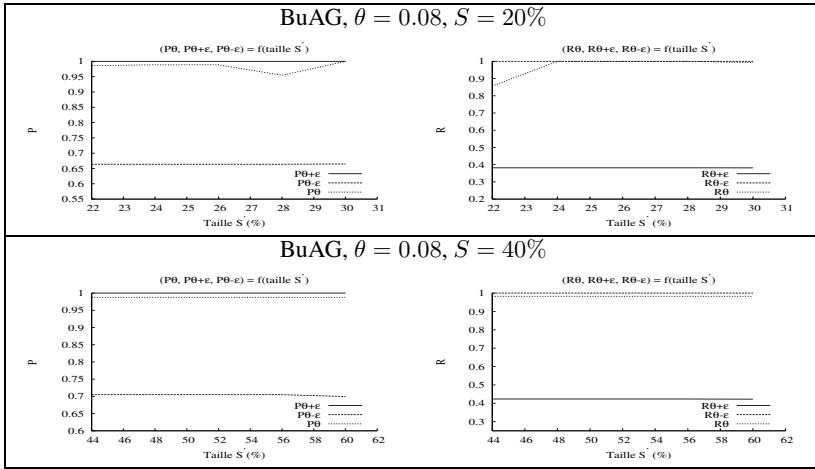 BuAG, θ = 0.08, S = 20%
(Pθ, Pθ+ε, Pθ-ε) = f(taille S')
1
0.95
0.9
0.85
0.8
0.75
0.7
0.65
0.6
0.55
P
22 23 24 25 26 27 28 29 30 31
Taille S' (%)
Pθ+ε
Pθ-ε
Pθ
(Rθ, Rθ+ε, Rθ-ε) = f(taille S')
1
0.9
0.8
0.7
0.6
0.5
0.4
0.3
0.2
R
22 23 24 25 26 27 28 29 30 31
Taille S' (%)
Rθ+ε
Rθ-ε
Rθ
BuAG, θ = 0.08, S = 40%
(Pθ, Pθ+ε, Pθ-ε) = f(taille S')
1
0.95
0.9
0.85
0.8
0.75
0.7
0.65
0.6
P
44 46 48 50 52 54 56 58 60 62
Taille S' (%)
Pθ+ε
Pθ-ε
Pθ
(Rθ, Rθ+ε, Rθ-ε) = f(taille S')
1
0.9
0.8
0.7
0.6
0.5
0.4
0.3
R
44 46 48 50 52 54 56 58 60 62
Taille S' (%)
Rθ+ε
Rθ-ε
Rθ